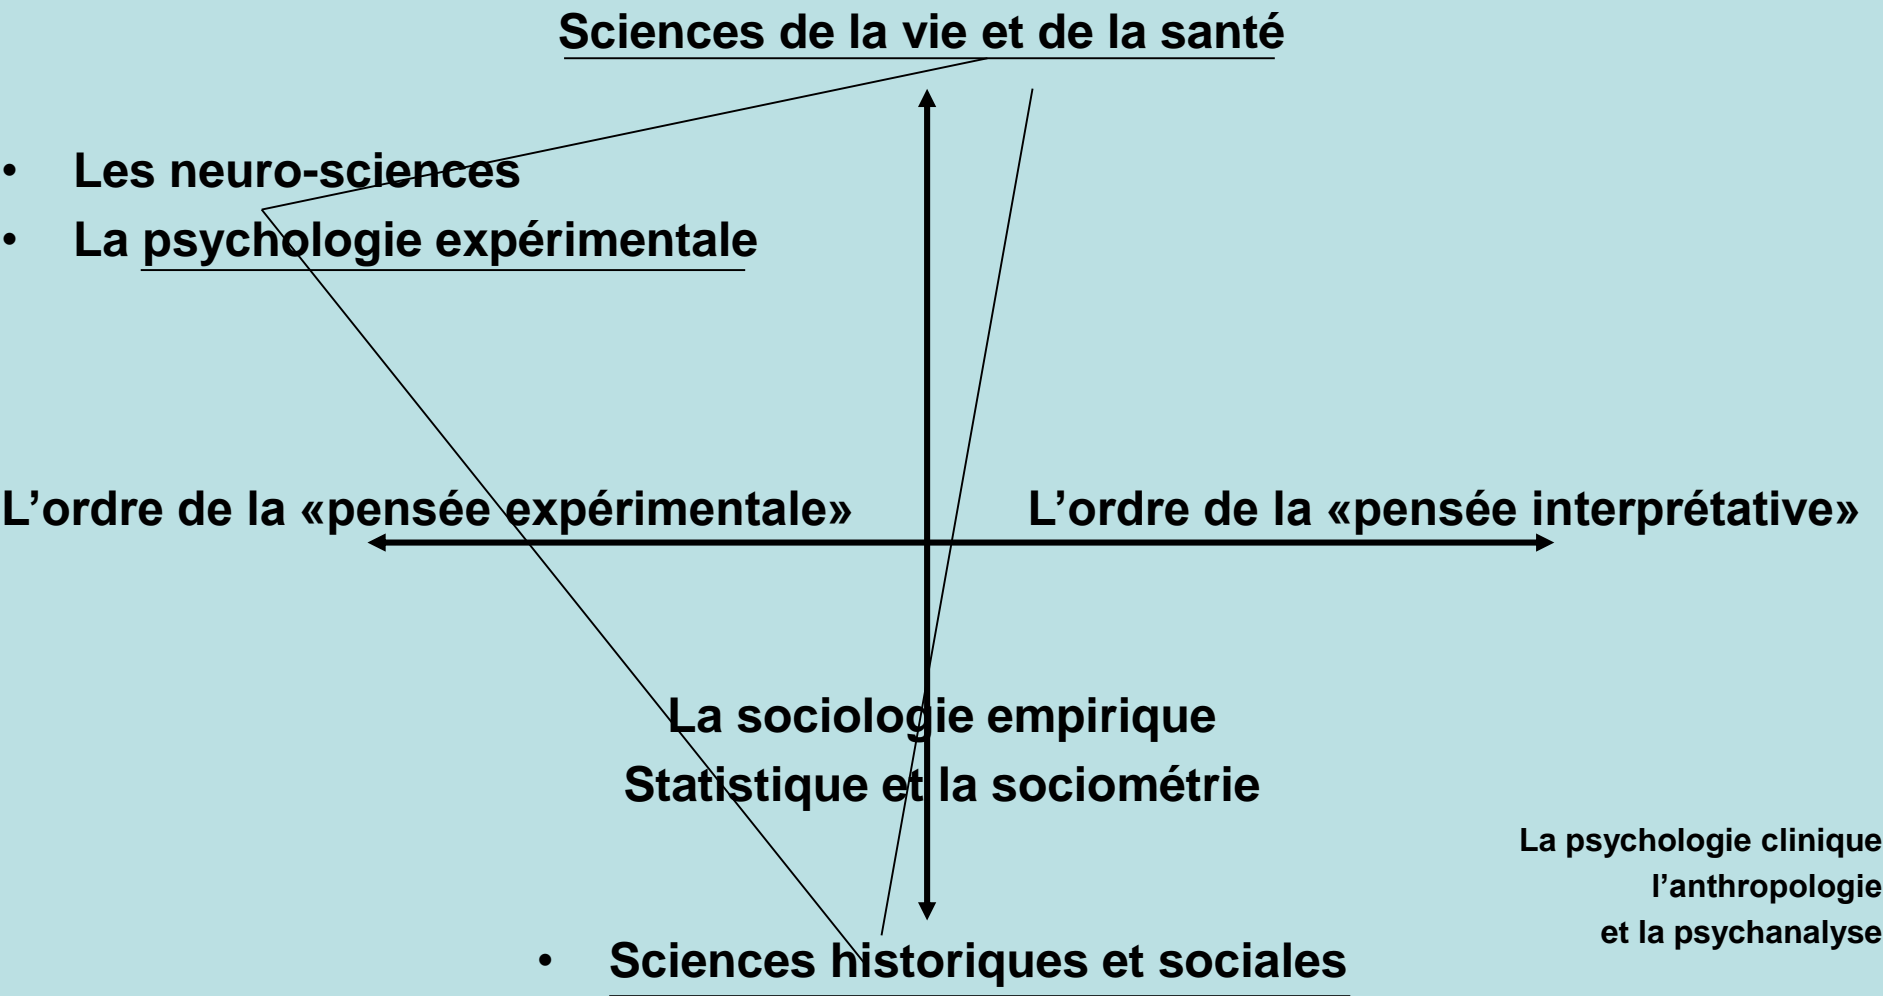 Sciences de la vie et de la santé
• Les neuro-sciences
• La psychologie expérimentale
L’ordre de la «pensée expérimentale» L’ordre de la «pensée interprétative»
La sociologie empirique
Statistique et la sociométrie
La psychologie clinique
l’anthropologie
et la psychanalyse
• Sciences historiques et sociales